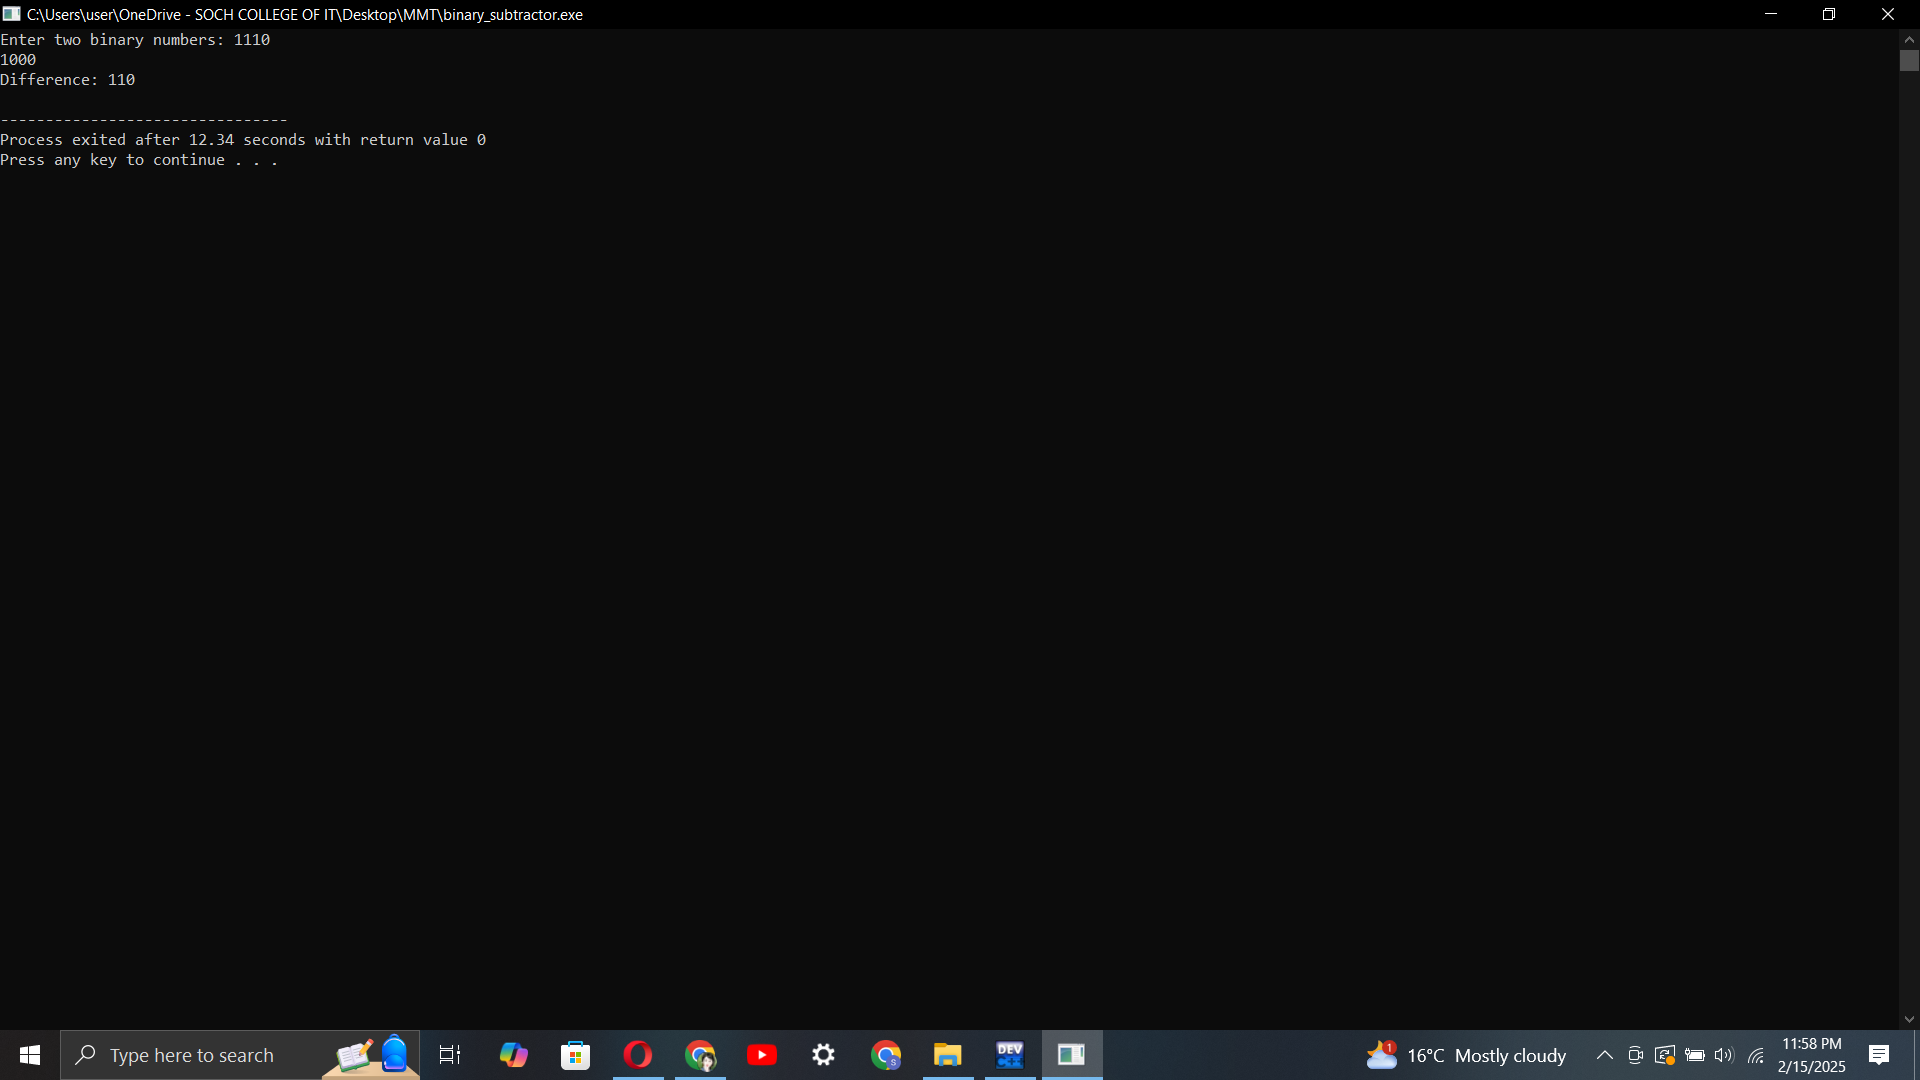 C:\Users\user\OneDrive - SOCH COLLEGE OF IT\Desktop\MMT\binary_subtractor.exe
Enter two binary numbers: 1110
1000
Difference: 110
--------------------------------
Process exited after 12.34 seconds with return value 0
Press any key to continue . . .
Type here to search
S
DEV
C++
1
16°C Mostly cloudy
11:58 PM
2/15/2025